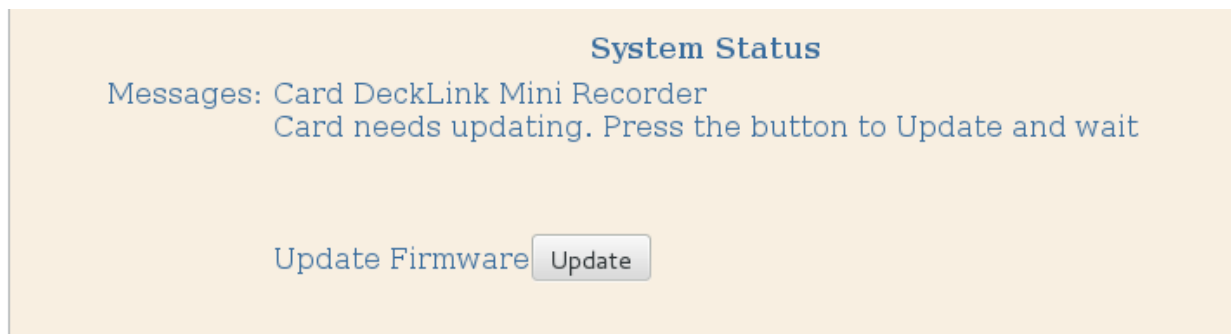 System Status
Messages: Card DeckLink Mini Recorder
Card needs updating. Press the button to Update and wait
Update Firmware Update